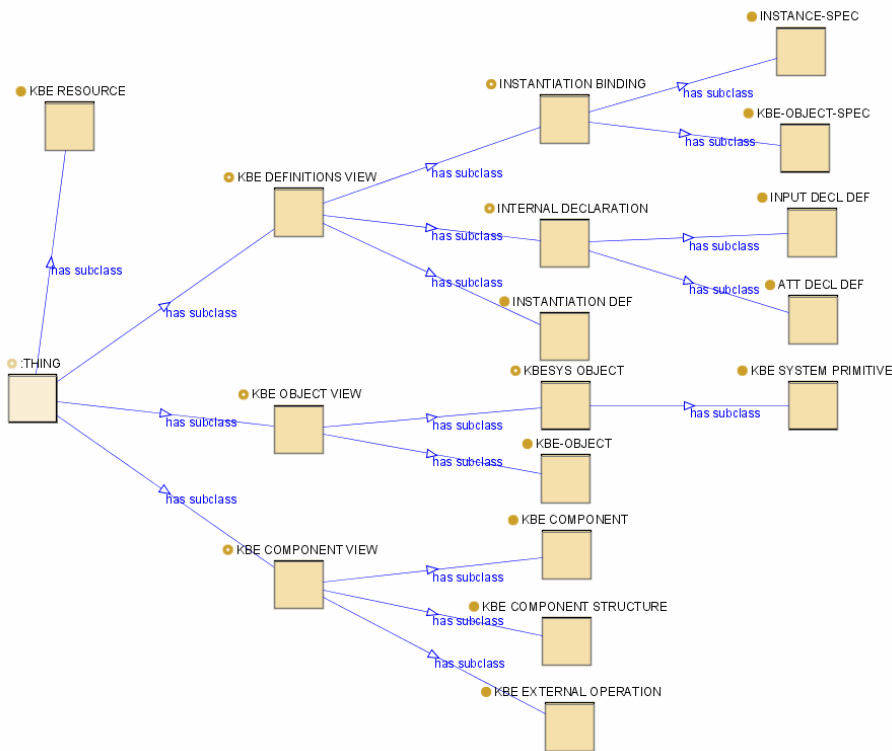 INSTANCE-SPEC
has subclass
INSTANTIATION BINDING
KBE RESOURCE
KBE-OBJECT-SPEC
has subclass
has subclass
KBE DEFINITIONS VIEW
INPUT DECL DEF
INTERNAL DECLARATION
has subclass
has subclass
has subclass
has subclass
ATT DECL DEF
has subclass
INSTANTIATION DEF
has subclass
has subclass
:THING
KBESYS OBJECT
KBE SYSTEM PRIMITIVE
KBE OBJECT VIEW
has subclass
has subclass
has subclass
KBE-OBJECT
has subclass
has subclass
KBE COMPONENT
KBE COMPONENT VIEW
has subclass
KBE COMPONENT STRUCTURE
has subclass
has subclass
KBE EXTERNAL OPERATION